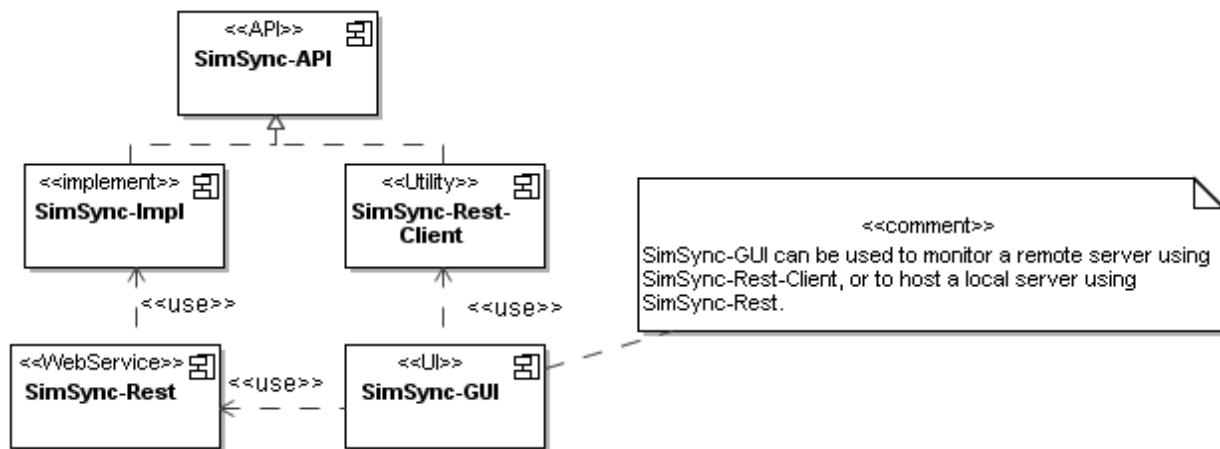 <<API>>
SimSync-API
<<implement>>
SimSync-Impl
<<Utility>>
SimSync-Rest-
Client
<<comment>>
SimSync-GUI can be used to monitor a remote server using
SimSync-Rest-Client, or to host a local server using
SimSync-Rest.
<<use>>
<<use>>
<<WebService>>
SimSync-Rest
<<use>>
<<UI>>
SimSync-GUI